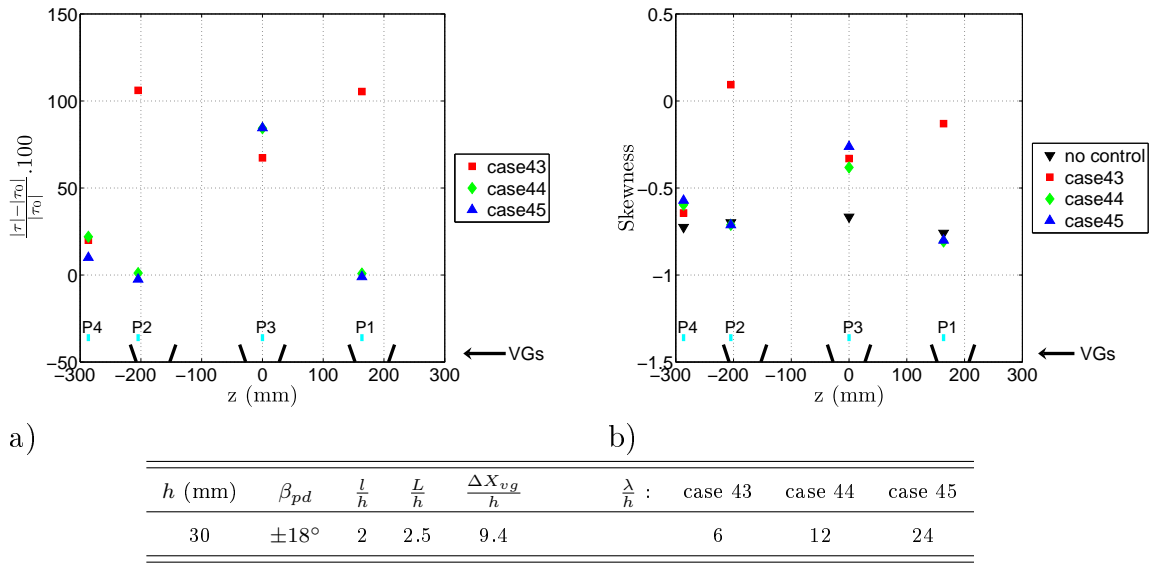 150
100
50
0
−50
−300 −200 −100 0 100 200 300
z (mm)
|τ|−|τ₀| / |τ₀| .100
case43
case44
case45
P4 P2 P3 P1
VGs
a)
0.5
0
−0.5
−1
−1.5
−300 −200 −100 0 100 200 300
z (mm)
Skewness
no control
case43
case44
case45
P4 P2 P3 P1
VGs
b)
h (mm) β_pd l/h L/h ΔX_vg/h λ/h : case 43 case 44 case 45
30 ±18° 2 2.5 9.4 6 12 24